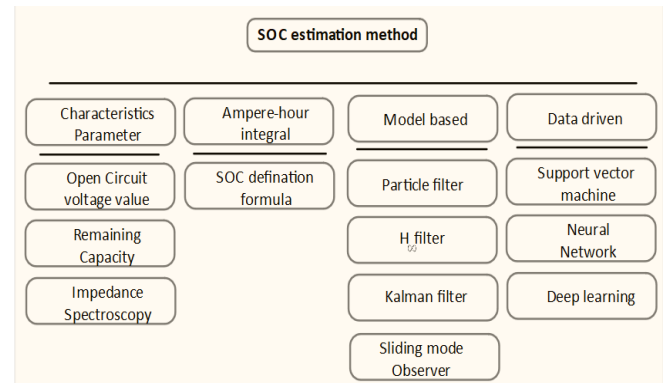 SOC estimation method
Characteristics
Parameter
Ampere-hour
integral
Model based
Data driven
Open Circuit
voltage value
SOC defination
formula
Particle filter
Support vector
machine
Remaining
Capacity
H∞ filter
Neural
Network
Impedance
Spectroscopy
Kalman filter
Deep learning
Sliding mode
Observer